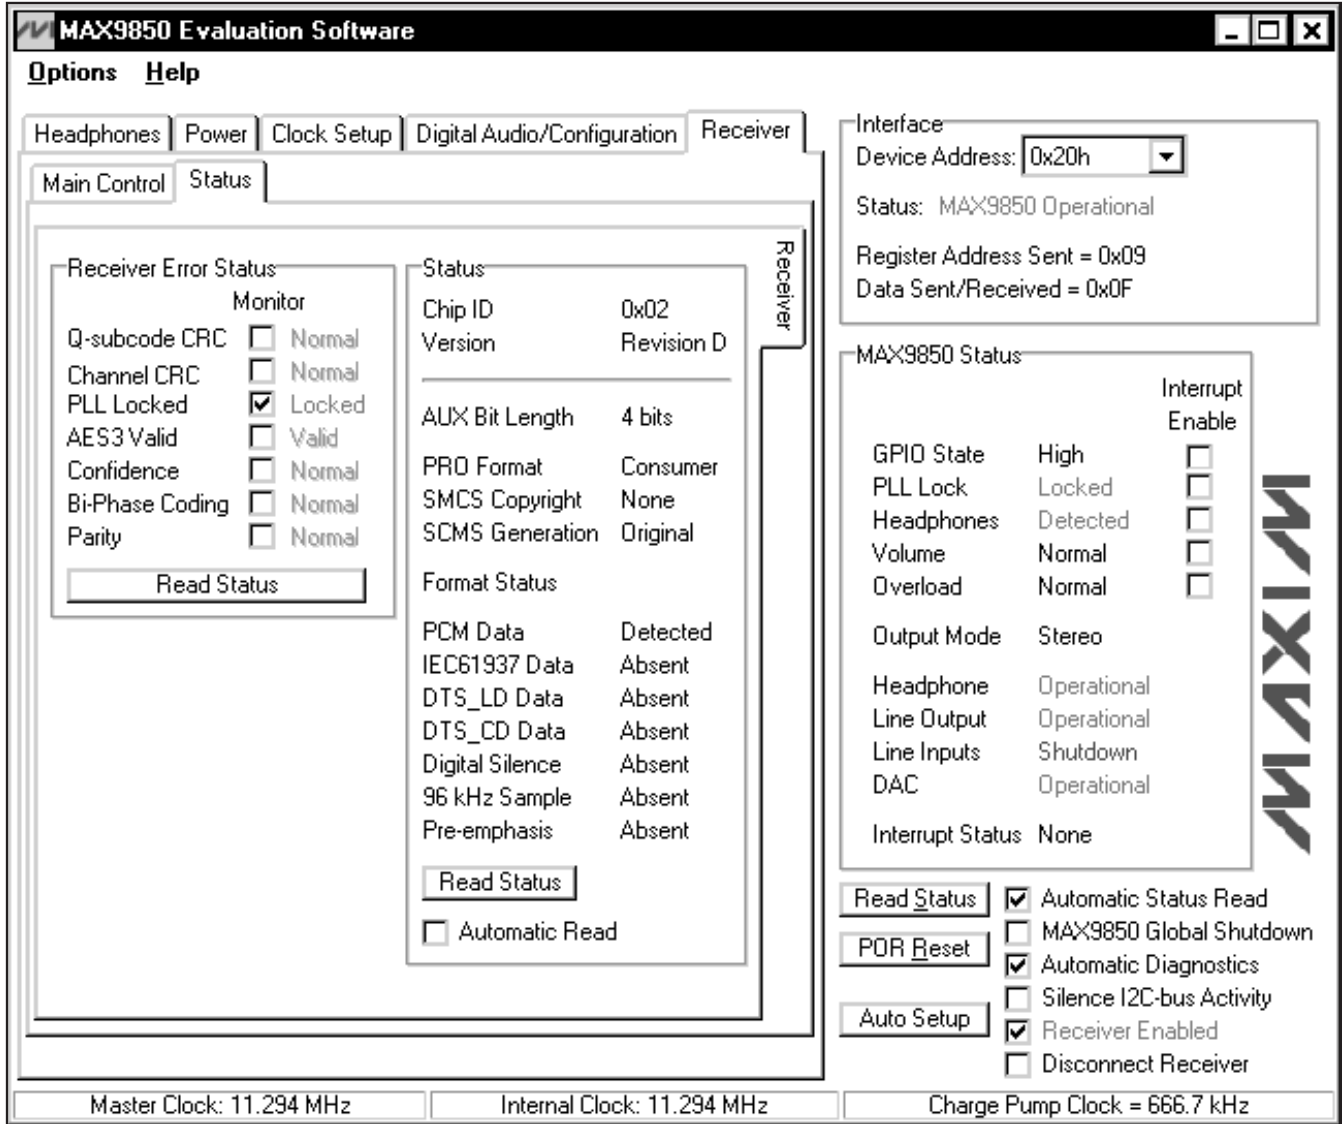 MAX9850 Evaluation Software
Options Help
Headphones Power Clock Setup Digital Audio/Configuration Receiver
Main Control Status
Receiver
Receiver Error Status
Monitor
Q-subcode CRC Normal
Channel CRC Normal
PLL Locked Locked
AES3 Valid Valid
Confidence Normal
Bi-Phase Coding Normal
Parity Normal
Read Status
Status
Chip ID 0x02
Version Revision D
AUX Bit Length 4 bits
PRO Format Consumer
SMCS Copyright None
SCMS Generation Original
Format Status
PCM Data Detected
IEC61937 Data Absent
DTS_LD Data Absent
DTS_CD Data Absent
Digital Silence Absent
96 kHz Sample Absent
Pre-emphasis Absent
Read Status
Automatic Read
Interface
Device Address: 0x20h
Status: MAX9850 Operational
Register Address Sent = 0x09
Data Sent/Received = 0x0F
MAX9850 Status
Interrupt
Enable
GPIO State High
PLL Lock Locked
Headphones Detected
Volume Normal
Overload Normal
Output Mode Stereo
Headphone Operational
Line Output Operational
Line Inputs Shutdown
DAC Operational
Interrupt Status None
MAXIM
Read Status Automatic Status Read
MAX9850 Global Shutdown
POR Reset
Automatic Diagnostics
Silence I2C-bus Activity
Auto Setup
Receiver Enabled
Disconnect Receiver
Master Clock: 11.294 MHz Internal Clock: 11.294 MHz Charge Pump Clock = 666.7 kHz